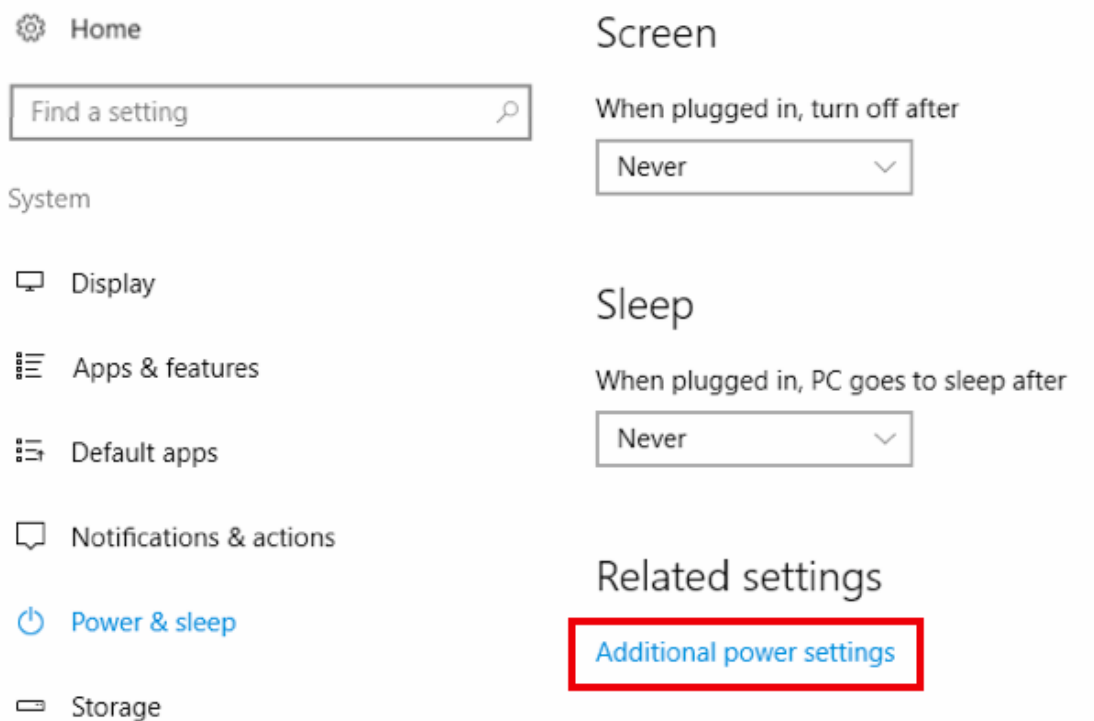 Home
Find a setting
System
Display
Apps & features
Default apps
Notifications & actions
Power & sleep
Storage
Screen
When plugged in, turn off after
Never
Sleep
When plugged in, PC goes to sleep after
Never
Related settings
Additional power settings